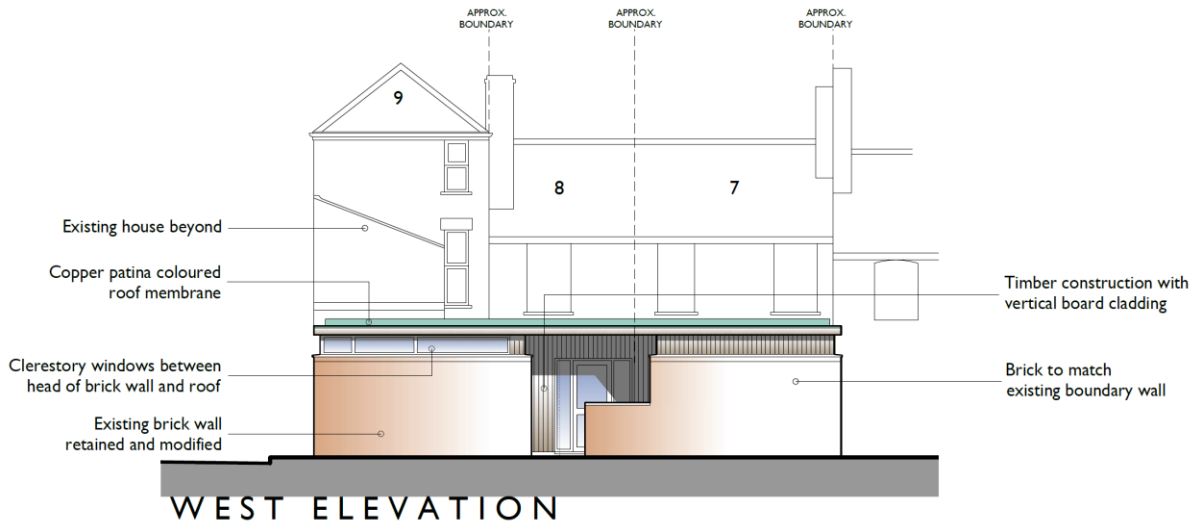 APPROX.
BOUNDARY
APPROX.
BOUNDARY
APPROX.
BOUNDARY
9
8
7
Existing house beyond
Copper patina coloured
roof membrane
Clerestory windows between
head of brick wall and roof
Existing brick wall
retained and modified
Timber construction with
vertical board cladding
Brick to match
existing boundary wall
WEST ELEVATION